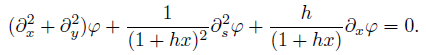 (∂_x^2 + ∂_y^2)φ + \frac{1}{(1 + hx)^2} ∂_s^2 φ + \frac{h}{(1 + hx)} ∂_x φ = 0.